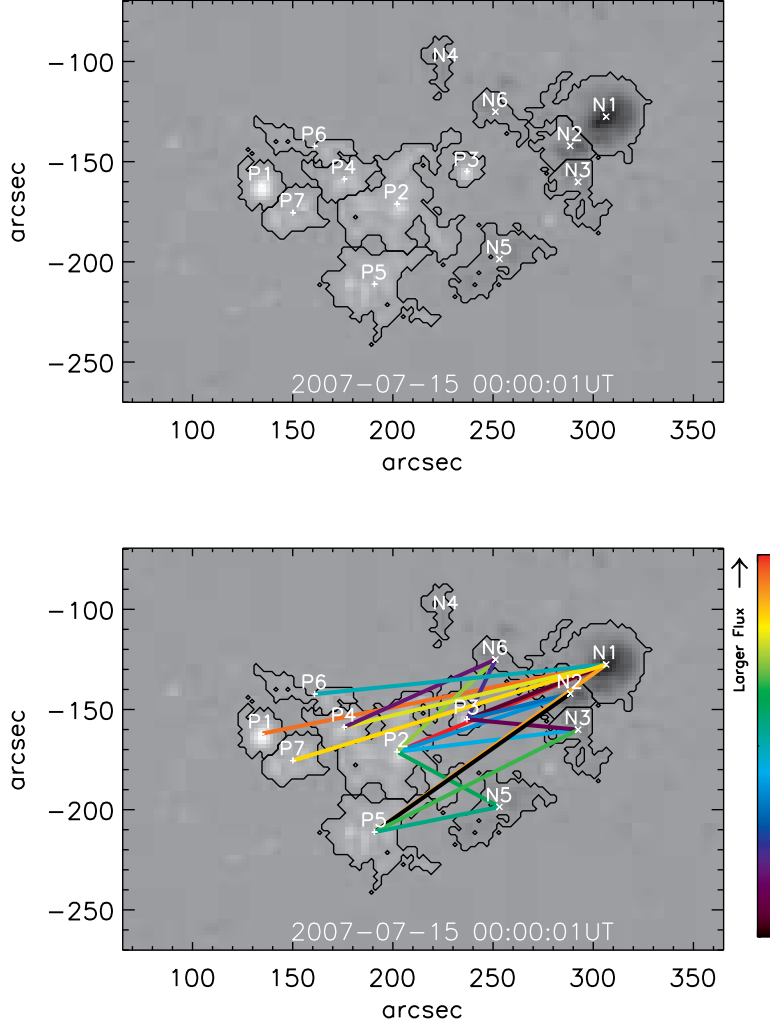 −100
−150
−200
−250
arcsec
N4
N6
N1
N2
N3
P6
P4
P3
P1
P7
P2
N5
P5
2007−07−15 00:00:01UT
100 150 200 250 300 350
arcsec
−100
−150
−200
−250
arcsec
N4
N6
N1
N2
P6
P3
N3
P1
P4
P7
P2
N5
P5
2007−07−15 00:00:01UT
Larger Flux →
100 150 200 250 300 350
arcsec